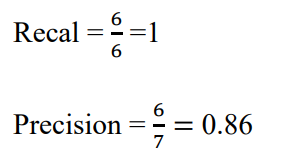 Recal = 6/6 =1
Precision = 6/7 = 0.86